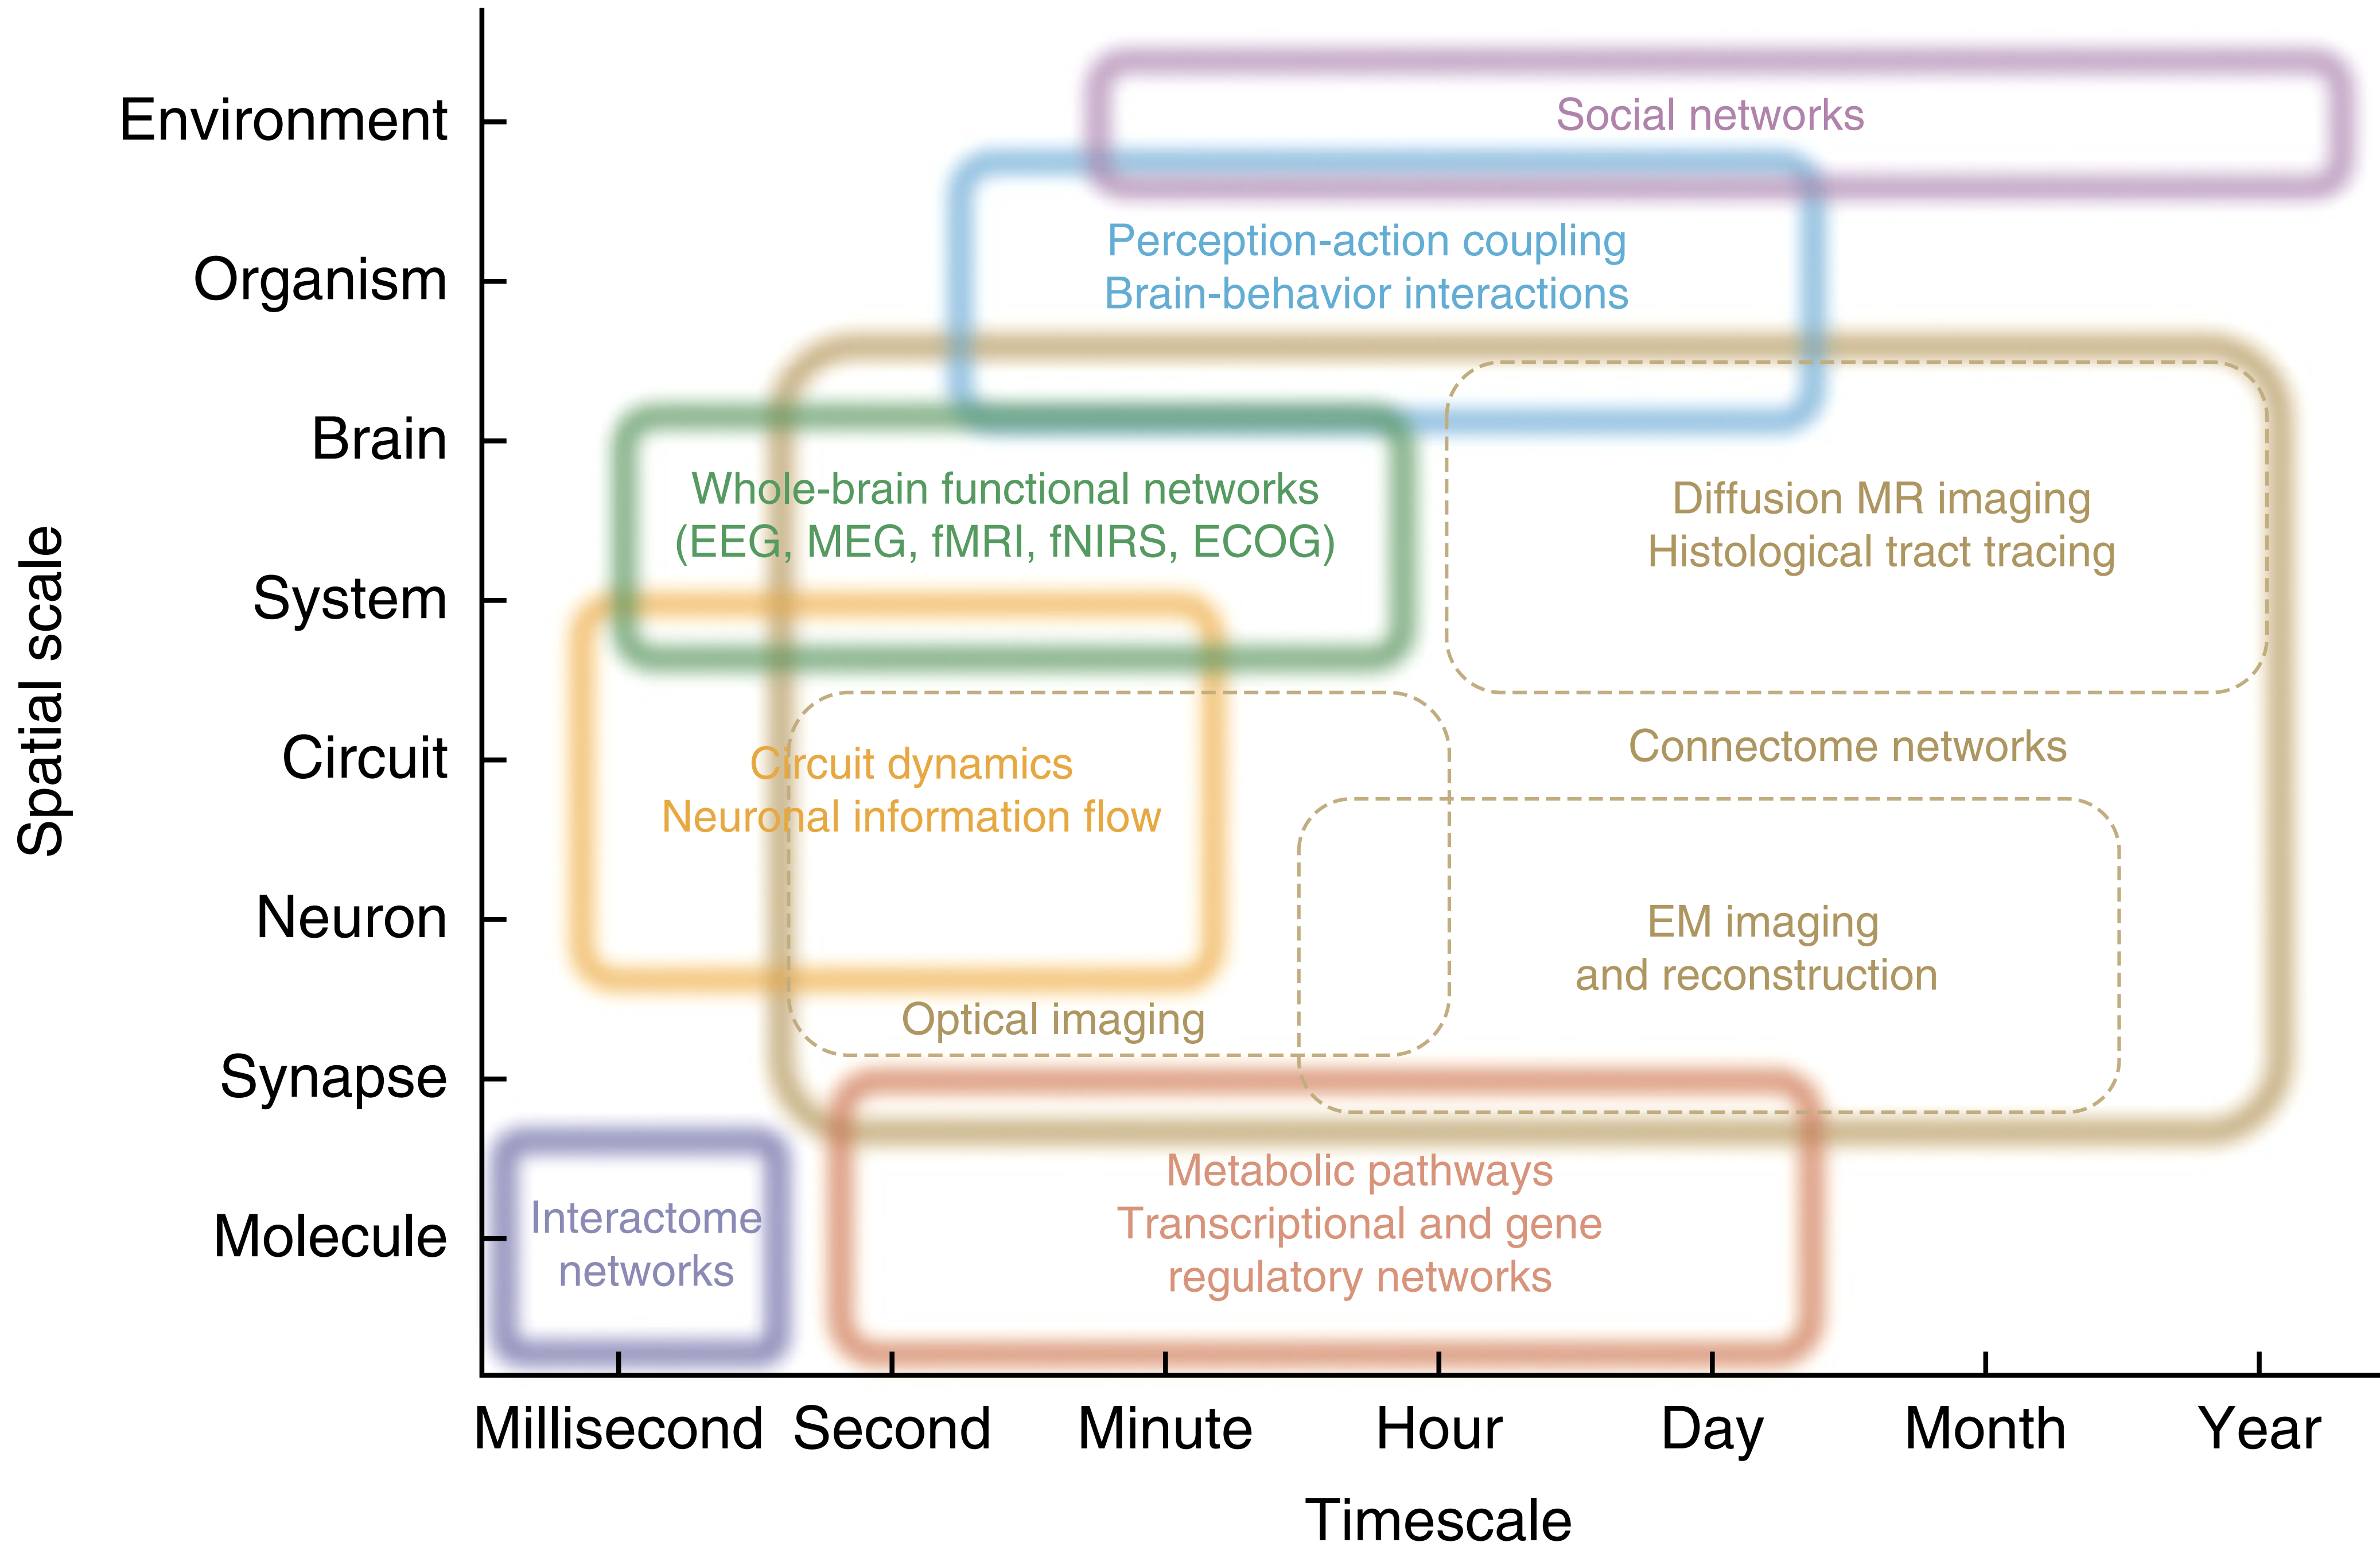 Spatial scale
Environment
Organism
Brain
System
Circuit
Neuron
Synapse
Molecule
Social networks
Perception-action coupling
Brain-behavior interactions
Whole-brain functional networks
(EEG, MEG, fMRI, fNIRS, ECOG)
Diffusion MR imaging
Histological tract tracing
Circuit dynamics
Neuronal information flow
Connectome networks
EM imaging
and reconstruction
Optical imaging
Interactome
networks
Metabolic pathways
Transcriptional and gene
regulatory networks
Millisecond
Second
Minute
Hour
Day
Month
Year
Timescale